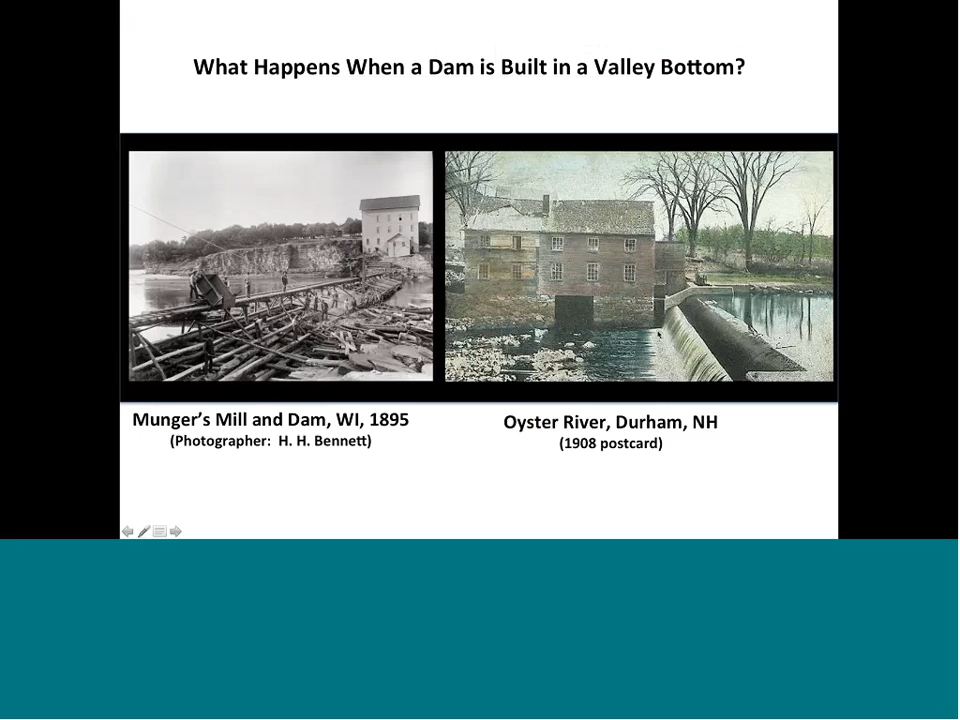 What Happens When a Dam is Built in a Valley Bottom?
Munger's Mill and Dam, WI, 1895
(Photographer:  H. H. Bennett)
Oyster River, Durham, NH
(1908 postcard)